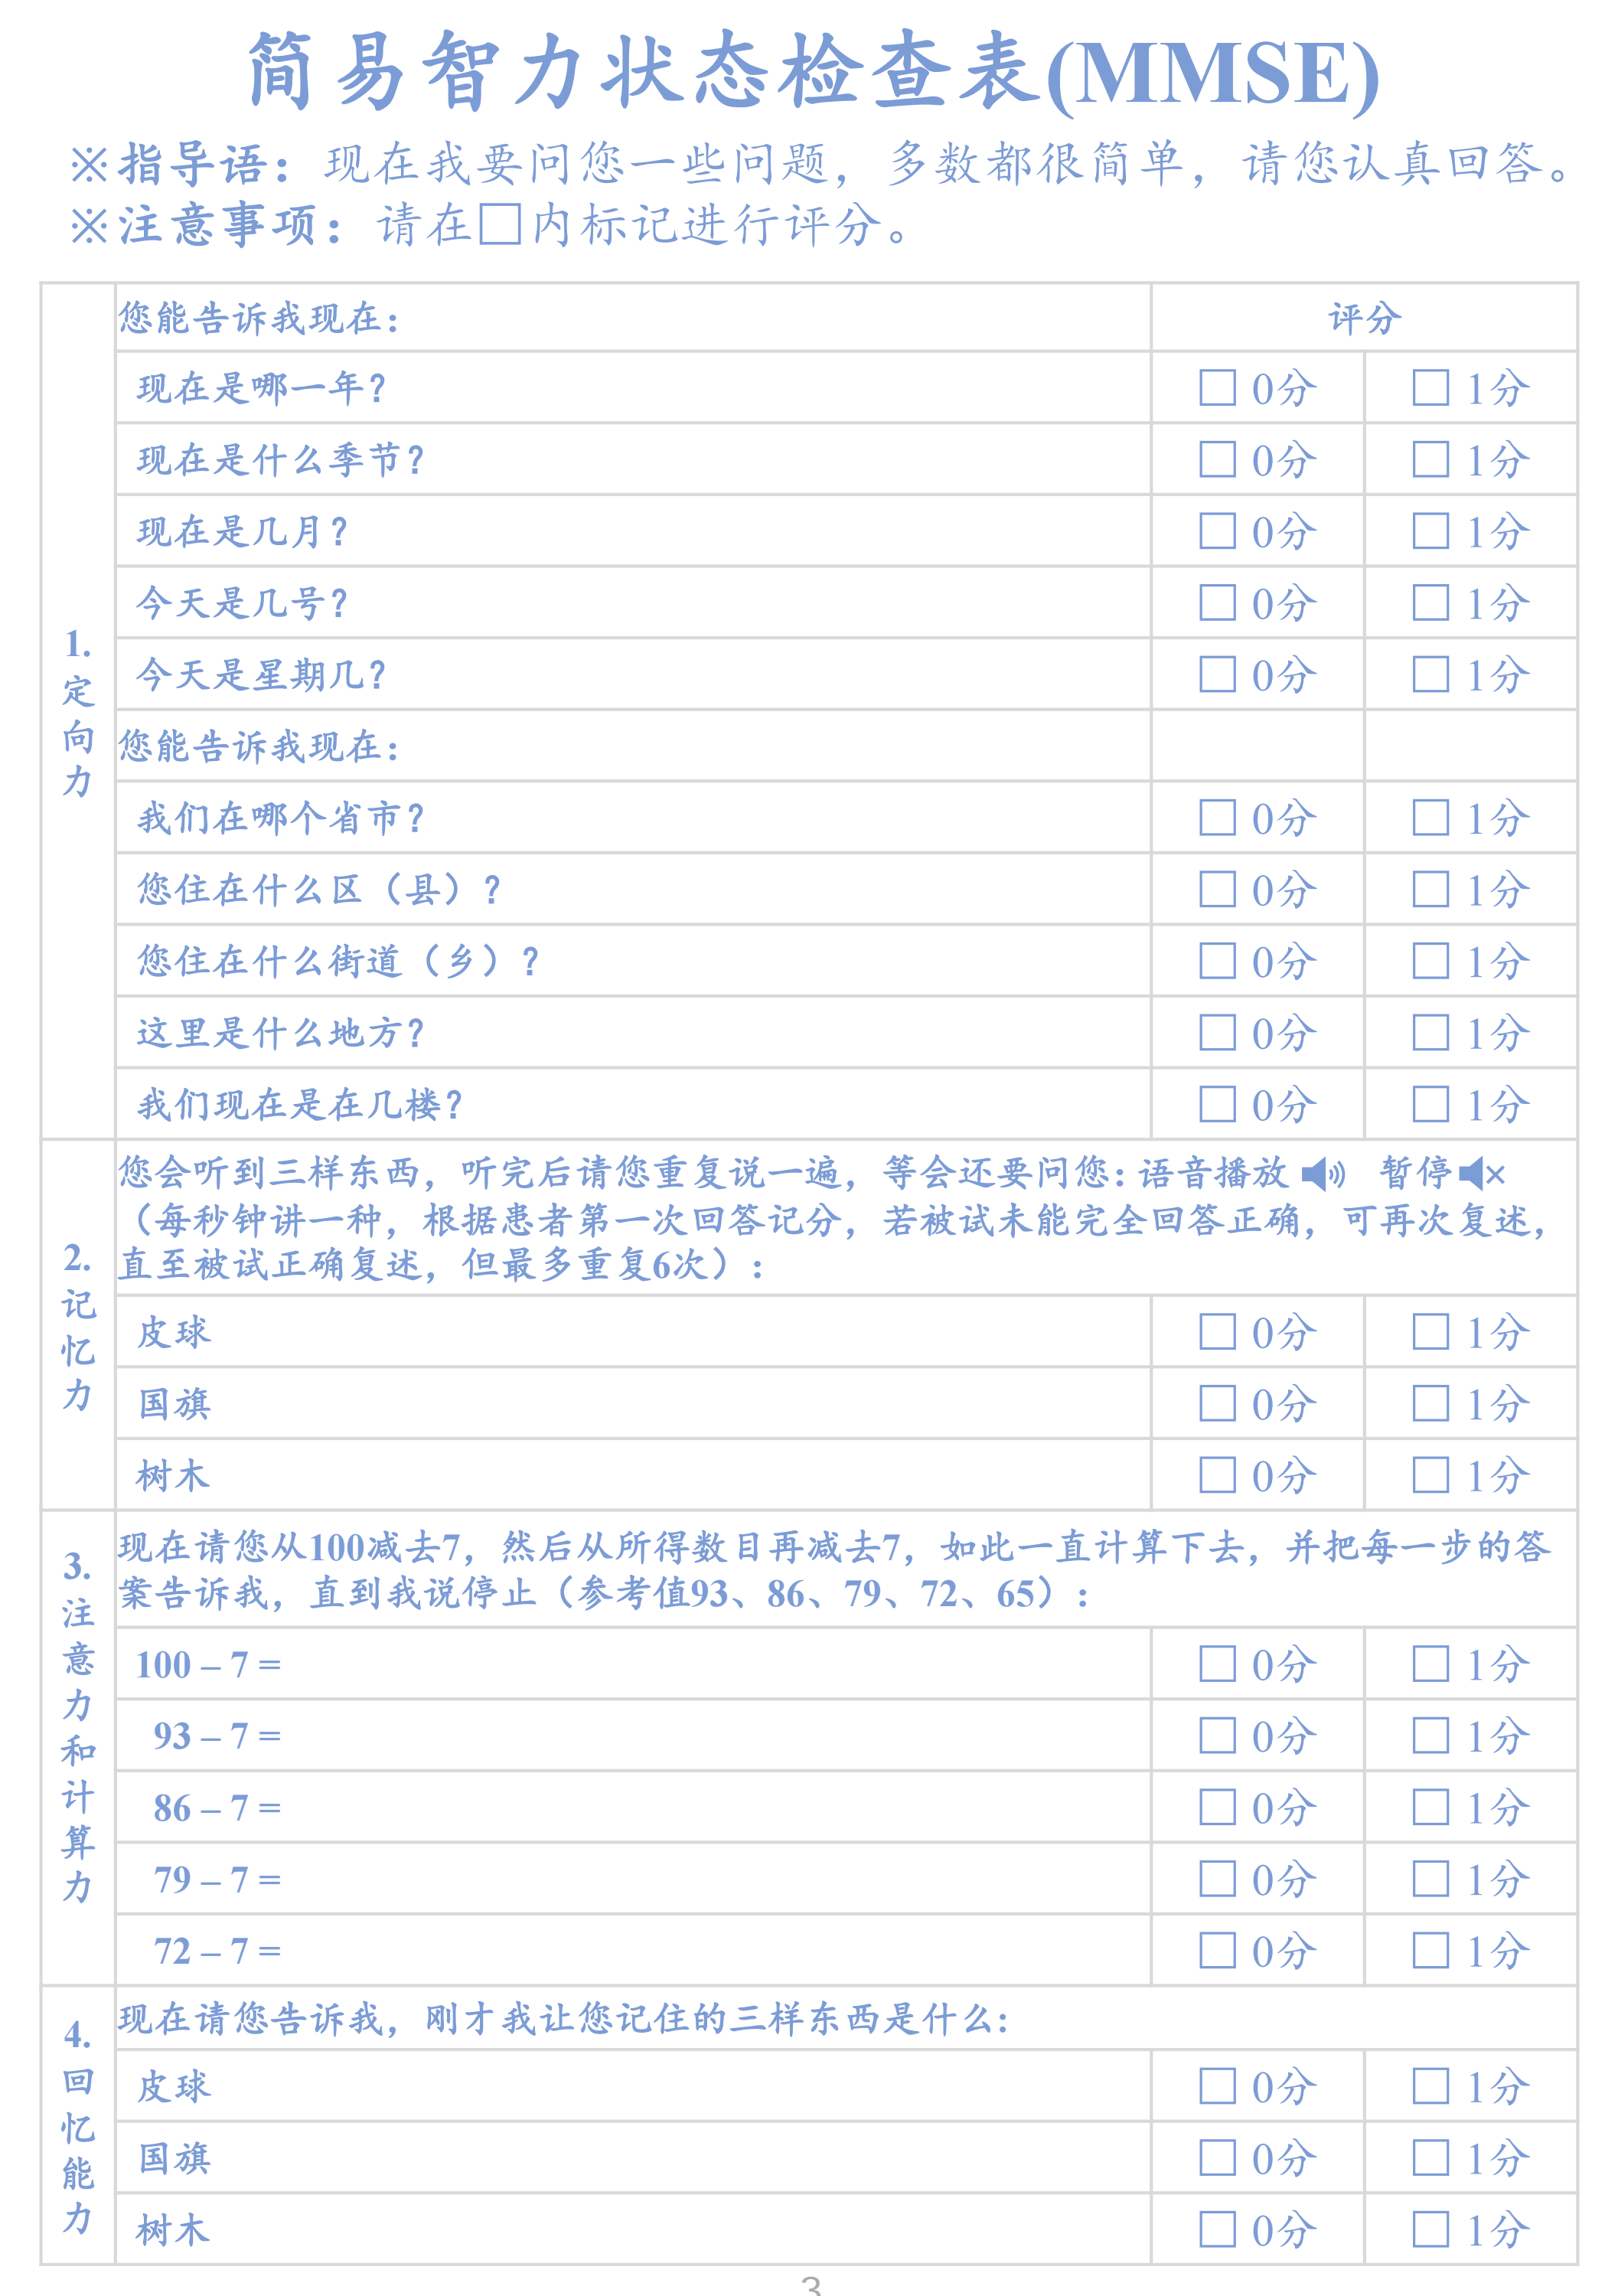 简易智力状态检查表(MMSE)
※指导语：现在我要问您一些问题，多数都很简单，请您认真回答。
※注意事项：请在□内标记进行评分。
您能告诉我现在： 评分
现在是哪一年？ □ 0分 □ 1分
现在是什么季节？ □ 0分 □ 1分
现在是几月？ □ 0分 □ 1分
今天是几号？ □ 0分 □ 1分
今天是星期几？ □ 0分 □ 1分
1.
定
向
力
您能告诉我现在：
我们在哪个省市？ □ 0分 □ 1分
您住在什么区（县）？ □ 0分 □ 1分
您住在什么街道（乡）？ □ 0分 □ 1分
这里是什么地方？ □ 0分 □ 1分
我们现在是在几楼？ □ 0分 □ 1分
2.
记
忆
力
您会听到三样东西，听完后请您重复说一遍，等会还要问您：语音播放 暂停
（每秒钟讲一种，根据患者第一次回答记分，若被试未能完全回答正确，可再次复述，
直至被试正确复述，但最多重复6次）：
皮球 □ 0分 □ 1分
国旗 □ 0分 □ 1分
树木 □ 0分 □ 1分
3.
注
意
力
和
计
算
力
现在请您从100减去7，然后从所得数目再减去7，如此一直计算下去，并把每一步的答
案告诉我，直到我说停止（参考值93、86、79、72、65）：
100 – 7 = □ 0分 □ 1分
93 – 7 = □ 0分 □ 1分
86 – 7 = □ 0分 □ 1分
79 – 7 = □ 0分 □ 1分
72 – 7 = □ 0分 □ 1分
4.
回
忆
能
力
现在请您告诉我，刚才我让您记住的三样东西是什么：
皮球 □ 0分 □ 1分
国旗 □ 0分 □ 1分
树木 □ 0分 □ 1分
3